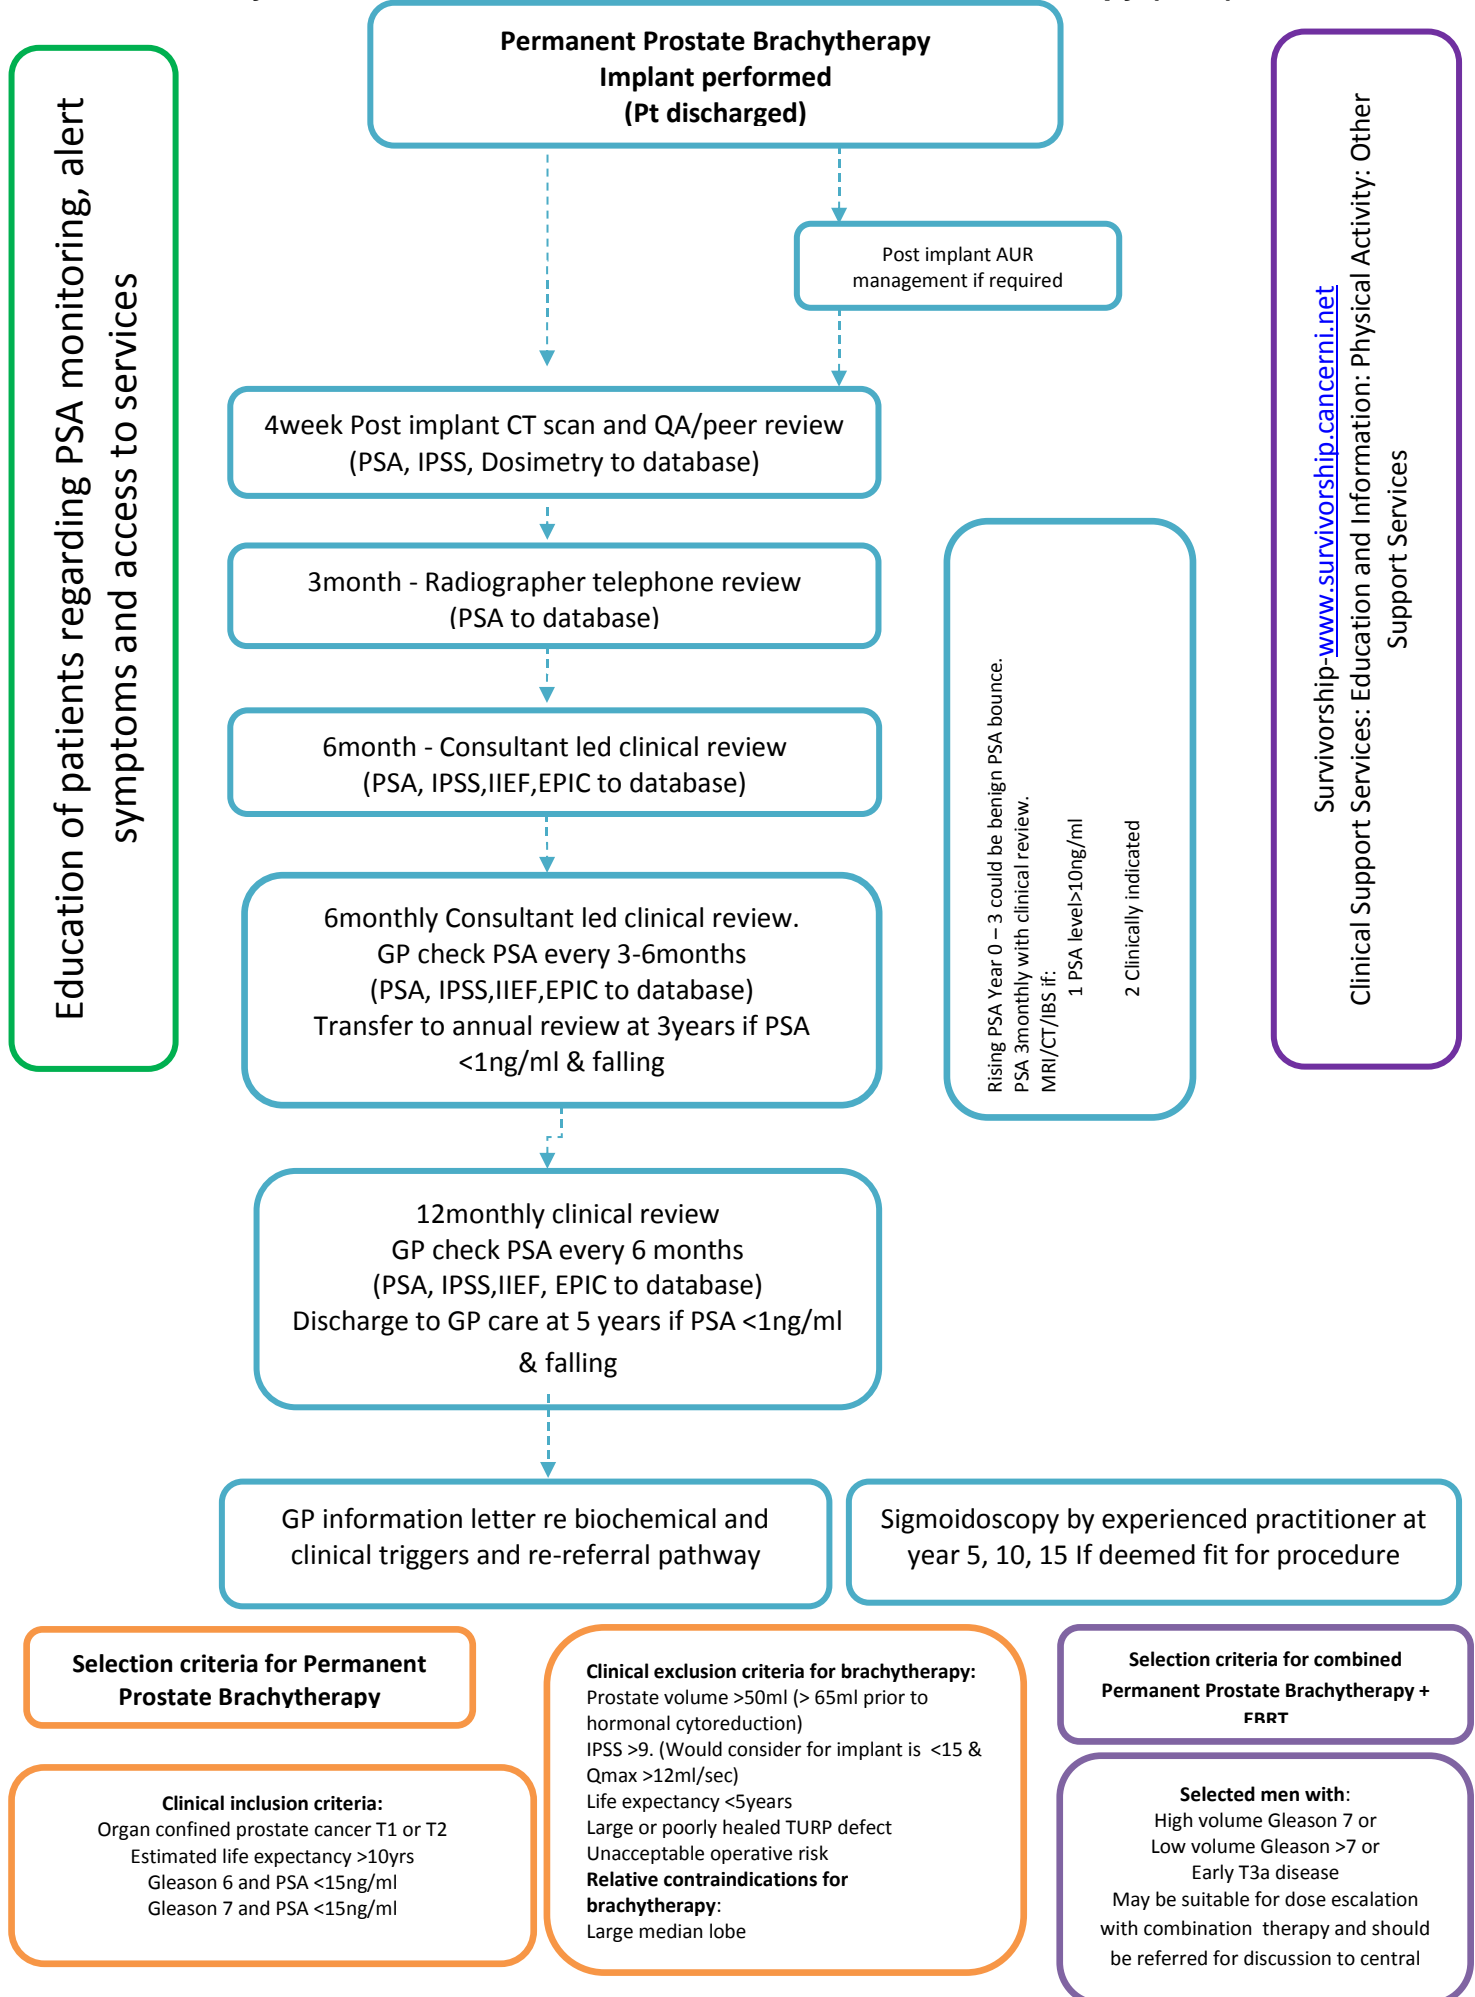 Permanent Prostate Brachytherapy
Implant performed
(Pt discharged)
Education of patients regarding PSA monitoring, alert
symptoms and access to services
Post implant AUR
management if required
4week Post implant CT scan and QA/peer review
(PSA, IPSS, Dosimetry to database)
3month - Radiographer telephone review
(PSA to database)
6month - Consultant led clinical review
(PSA, IPSS,IIEF,EPIC to database)
6monthly Consultant led clinical review.
GP check PSA every 3-6months
(PSA, IPSS,IIEF,EPIC to database)
Transfer to annual review at 3years if PSA
<1ng/ml & falling
Rising PSA Year 0 – 3 could be benign PSA bounce.
PSA 3monthly with clinical review.
MRI/CT/IBS if:
1 PSA level>10ng/ml
2 Clinically indicated
Survivorship-www.survivorship.cancerni.net
Clinical Support Services: Education and Information: Physical Activity: Other
Support Services
12monthly clinical review
GP check PSA every 6 months
(PSA, IPSS,IIEF, EPIC to database)
Discharge to GP care at 5 years if PSA <1ng/ml
& falling
GP information letter re biochemical and
clinical triggers and re-referral pathway
Sigmoidoscopy by experienced practitioner at
year 5, 10, 15 If deemed fit for procedure
Selection criteria for Permanent
Prostate Brachytherapy
Clinical inclusion criteria:
Organ confined prostate cancer T1 or T2
Estimated life expectancy >10yrs
Gleason 6 and PSA <15ng/ml
Gleason 7 and PSA <15ng/ml
Clinical exclusion criteria for brachytherapy:
Prostate volume >50ml (> 65ml prior to
hormonal cytoreduction)
IPSS >9. (Would consider for implant is <15 &
Qmax >12ml/sec)
Life expectancy <5years
Large or poorly healed TURP defect
Unacceptable operative risk
Relative contraindications for
brachytherapy:
Large median lobe
Selection criteria for combined
Permanent Prostate Brachytherapy +
EBRT
Selected men with:
High volume Gleason 7 or
Low volume Gleason >7 or
Early T3a disease
May be suitable for dose escalation
with combination therapy and should
be referred for discussion to central